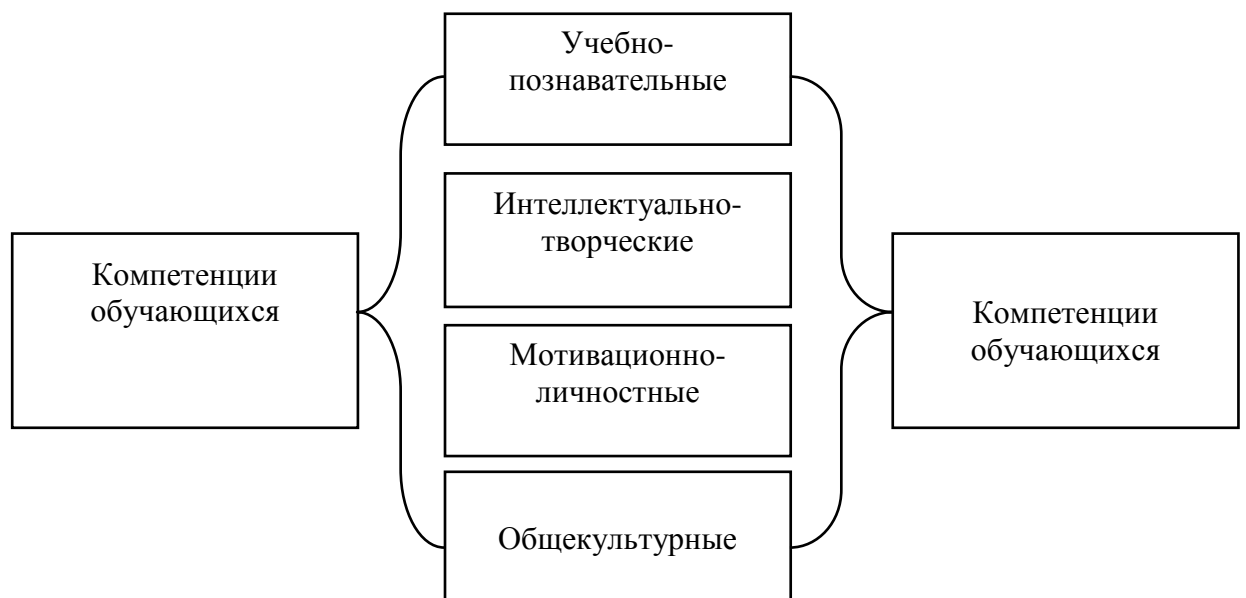 Учебно-
познавательные
Интеллектуально-
творческие
Компетенции
обучающихся
Компетенции
обучающихся
Мотивационно-
личностные
Общекультурные